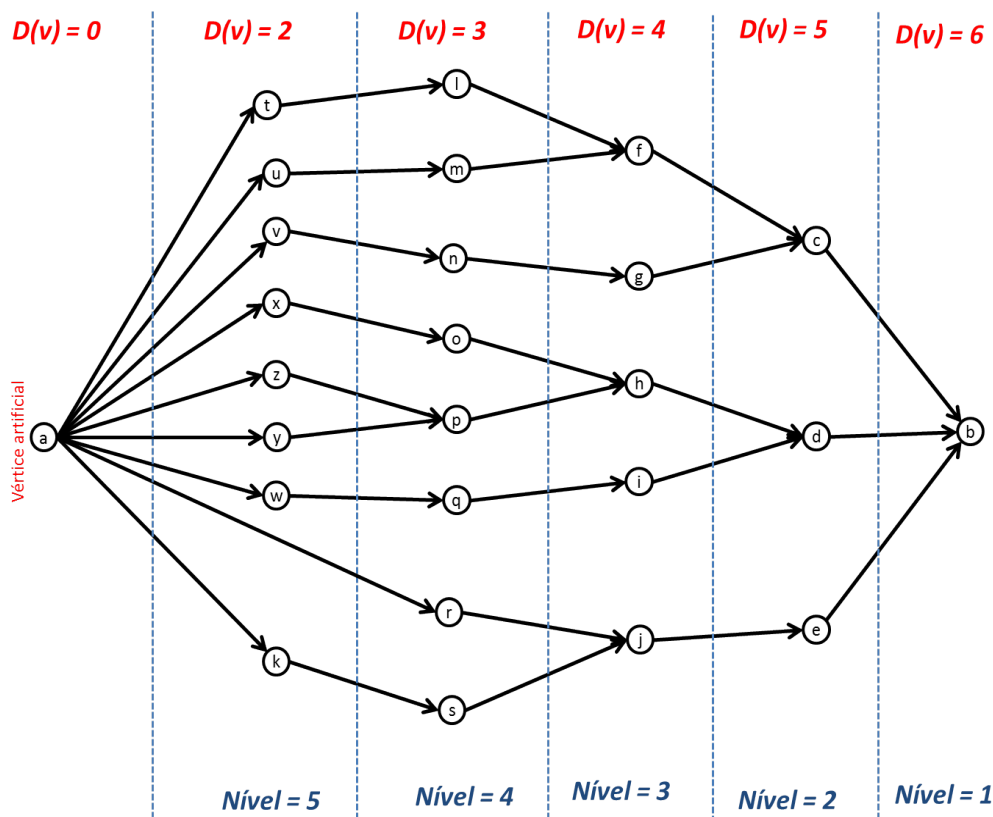 D(v) = 0
D(v) = 2
D(v) = 3
D(v) = 4
D(v) = 5
D(v) = 6
t
l
f
u
m
v
n
g
c
x
o
z
h
p
Vértice artificial
a
y
d
b
w
q
i
r
j
e
k
s
Nível = 5
Nível = 4
Nível = 3
Nível = 2
Nível = 1